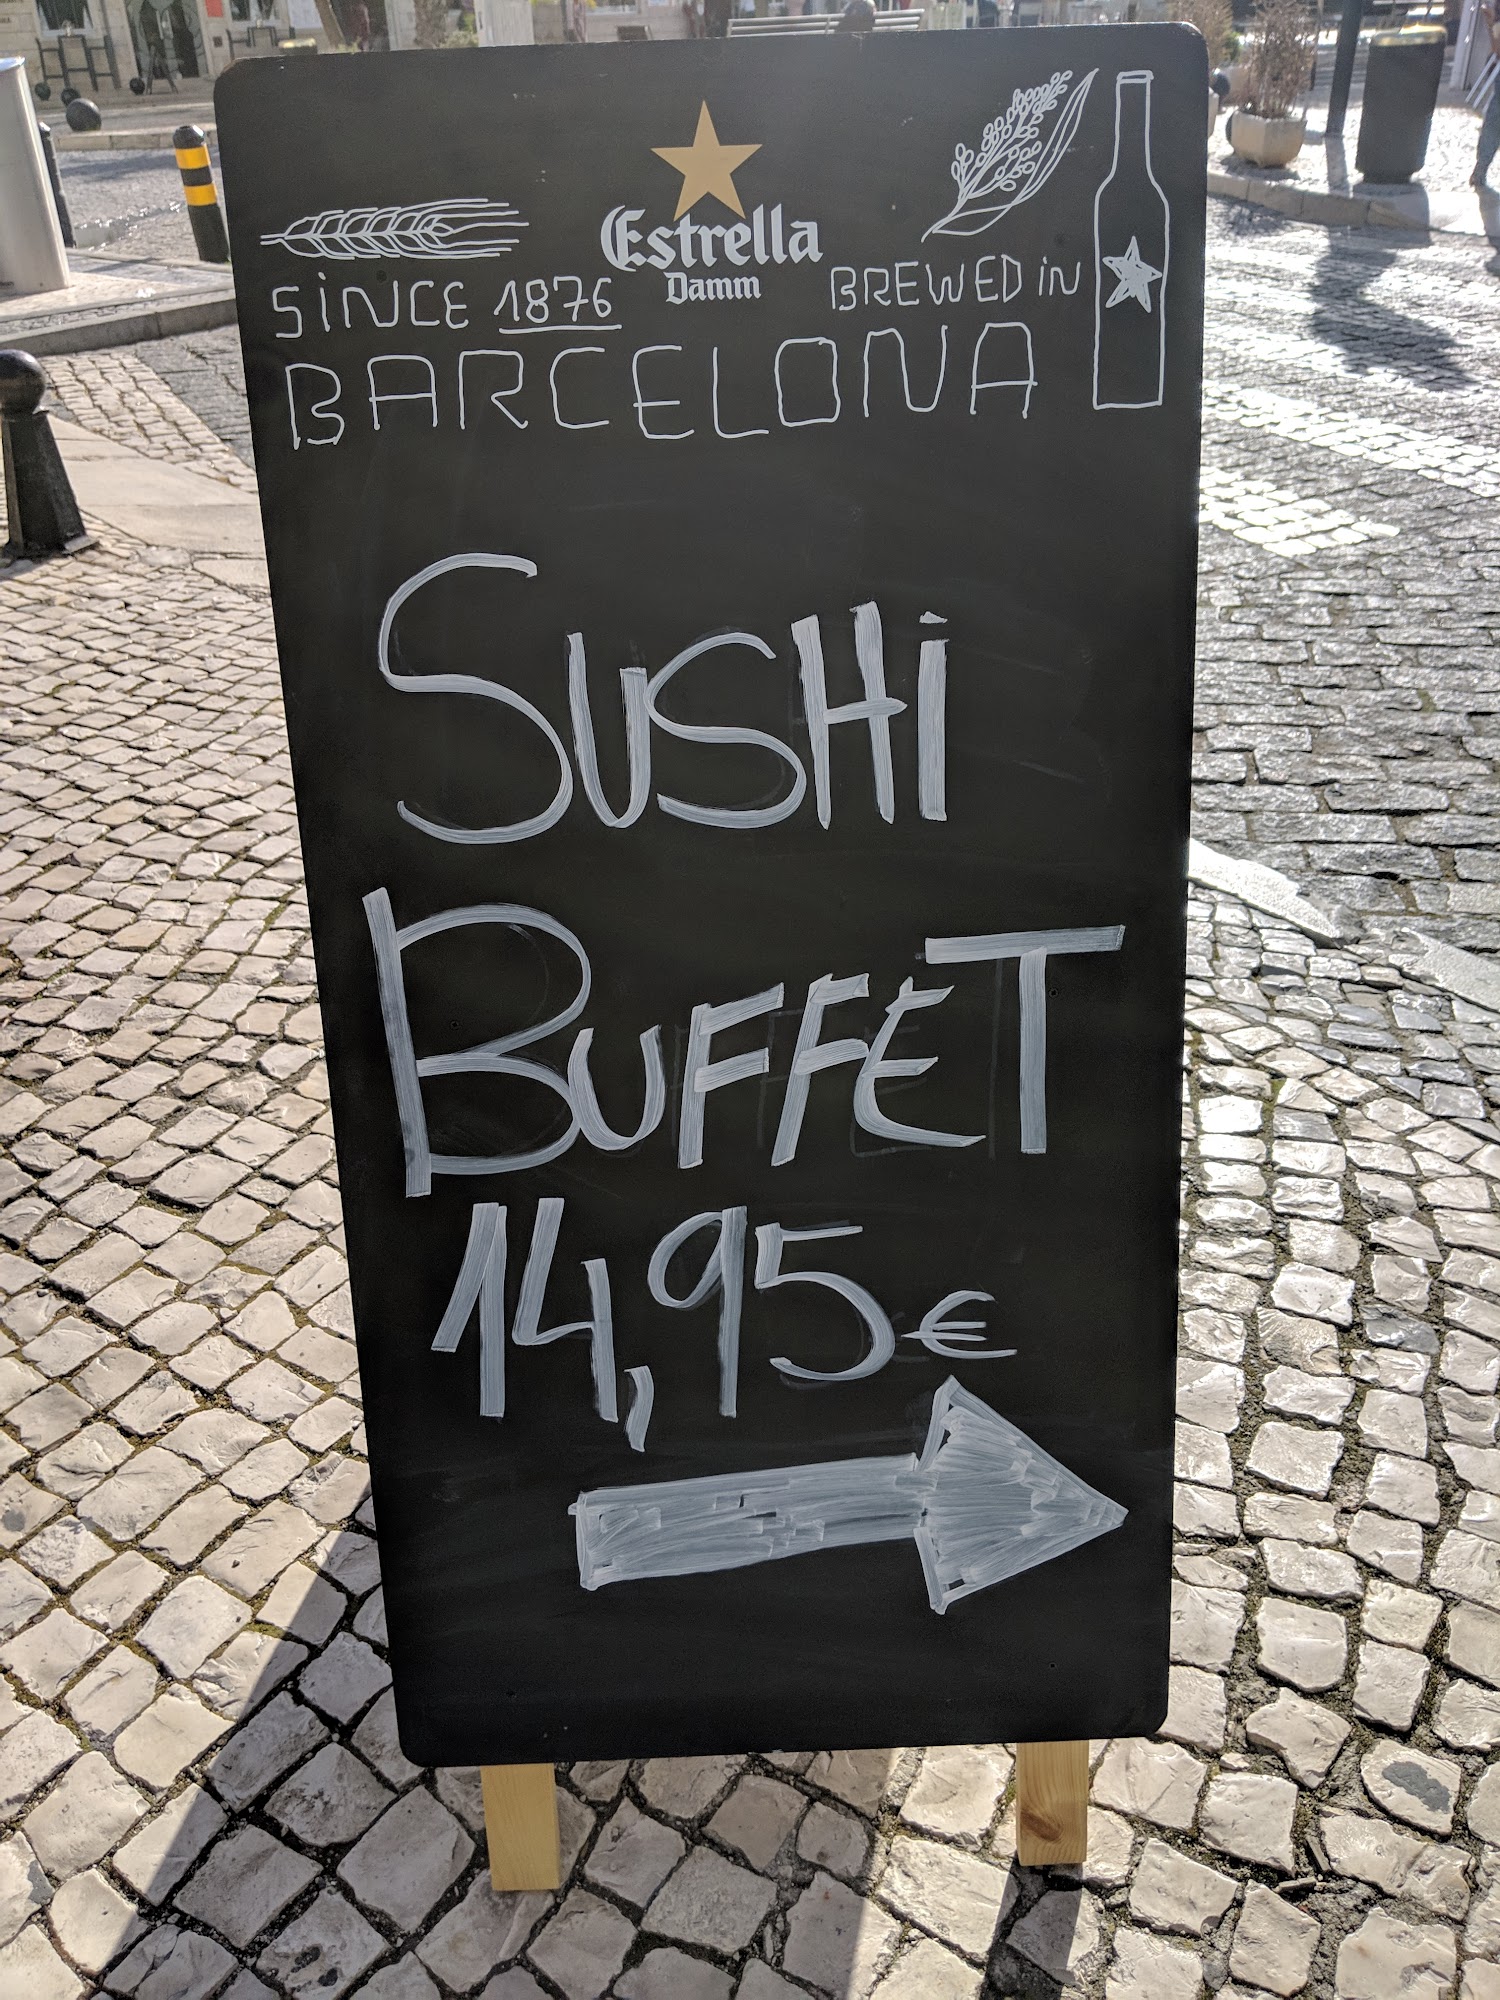 Estrella
Damm
SiNCE 1876
BREWED iN
BARCELONA
SUSHi
BUFFET
14,95€